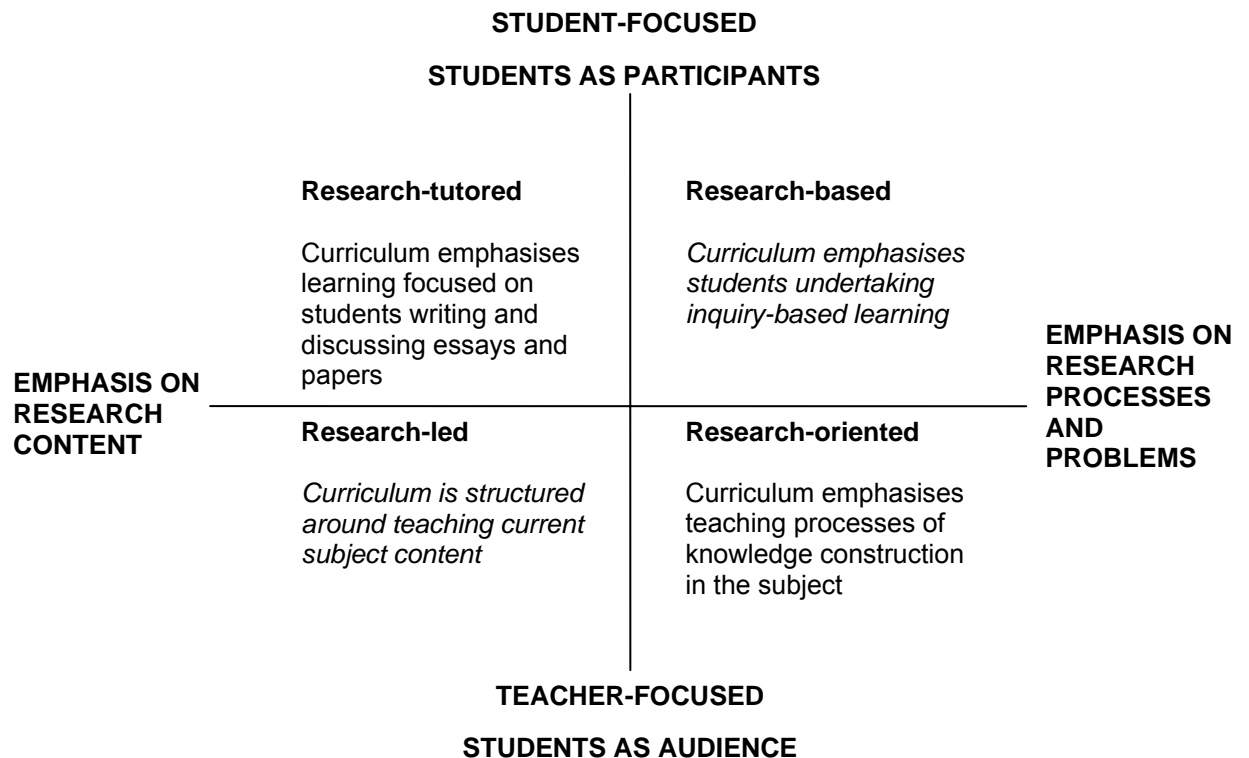 STUDENT-FOCUSED
STUDENTS AS PARTICIPANTS
Research-tutored
Curriculum emphasises
learning focused on
students writing and
discussing essays and
papers
Research-based
Curriculum emphasises
students undertaking
inquiry-based learning
EMPHASIS ON
RESEARCH
CONTENT
EMPHASIS ON
RESEARCH
PROCESSES
AND
PROBLEMS
Research-led
Curriculum is structured
around teaching current
subject content
Research-oriented
Curriculum emphasises
teaching processes of
knowledge construction
in the subject
TEACHER-FOCUSED
STUDENTS AS AUDIENCE